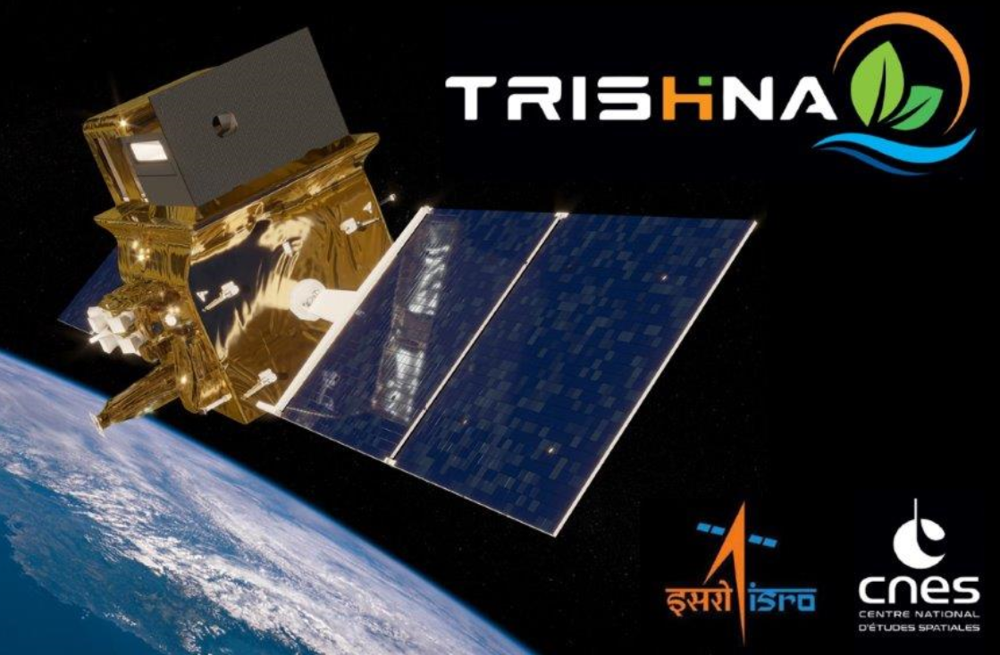 TRISHNA
इसरो isro
cnes
CENTRE NATIONAL
D'ÉTUDES SPATIALES